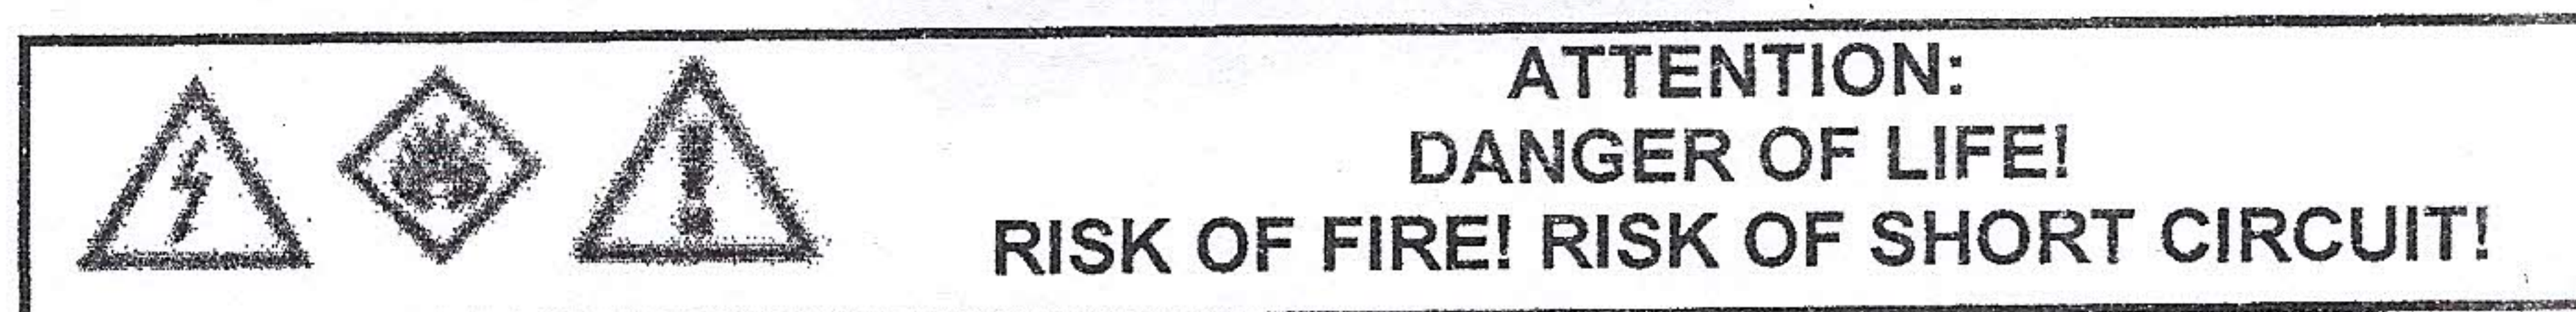 ATTENTION:
DANGER OF LIFE!
RISK OF FIRE! RISK OF SHORT CIRCUIT!